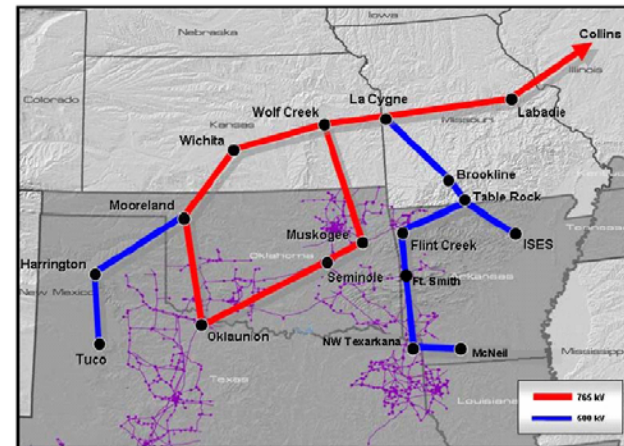 Iowa
Nebraska
Collins
Illinois
La Cygne
Colorado
Wolf Creek
Labadie
Kansas
Missouri
Wichita
Brookline
Mooreland
Table Rock
Muskogee
Flint Creek
ISES
Oklahoma
Harrington
Seminole
Arkansas
New Mexico
Ft. Smith
Oklaunion
NW Texarkana
McNeil
Tuco
Mississippi
Texas
765 kV
Louisiana
500 kV